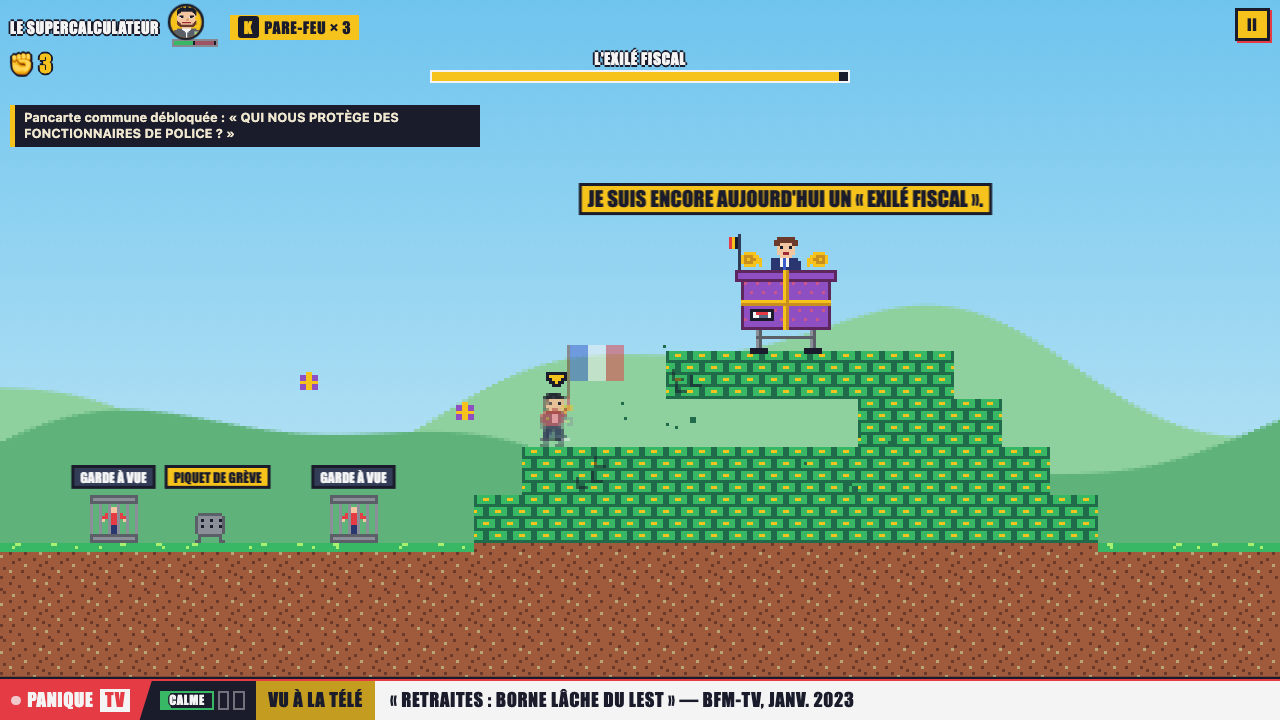 LE SUPERCALCULATEUR
K PARE-FEU × 3
3
L'EXILÉ FISCAL
Pancarte commune débloquée : « QUI NOUS PROTÈGE DES
FONCTIONNAIRES DE POLICE ? »
JE SUIS ENCORE AUJOURD'HUI UN « EXILÉ FISCAL ».
GARDE À VUE
PIQUET DE GRÈVE
GARDE À VUE
PANIQUE TV
CALME
VU À LA TÉLÉ
« RETRAITES : BORNE LÂCHE DU LEST » — BFM-TV, JANV. 2023